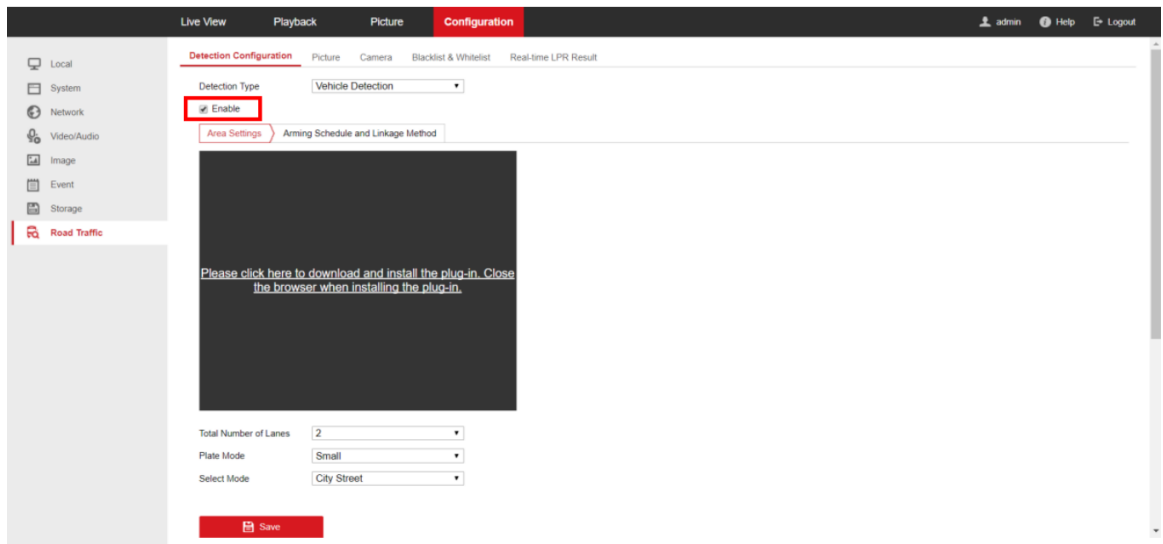 Live View Playback Picture Configuration admin Help Logout
Local
System
Network
Video/Audio
Image
Event
Storage
Road Traffic
Detection Configuration Picture Camera Blacklist & Whitelist Real-time LPR Result
Detection Type Vehicle Detection
Enable
Area Settings Arming Schedule and Linkage Method
Please click here to download and install the plug-in. Close
the browser when installing the plug-in.
Total Number of Lanes 2
Plate Mode Small
Select Mode City Street
Save